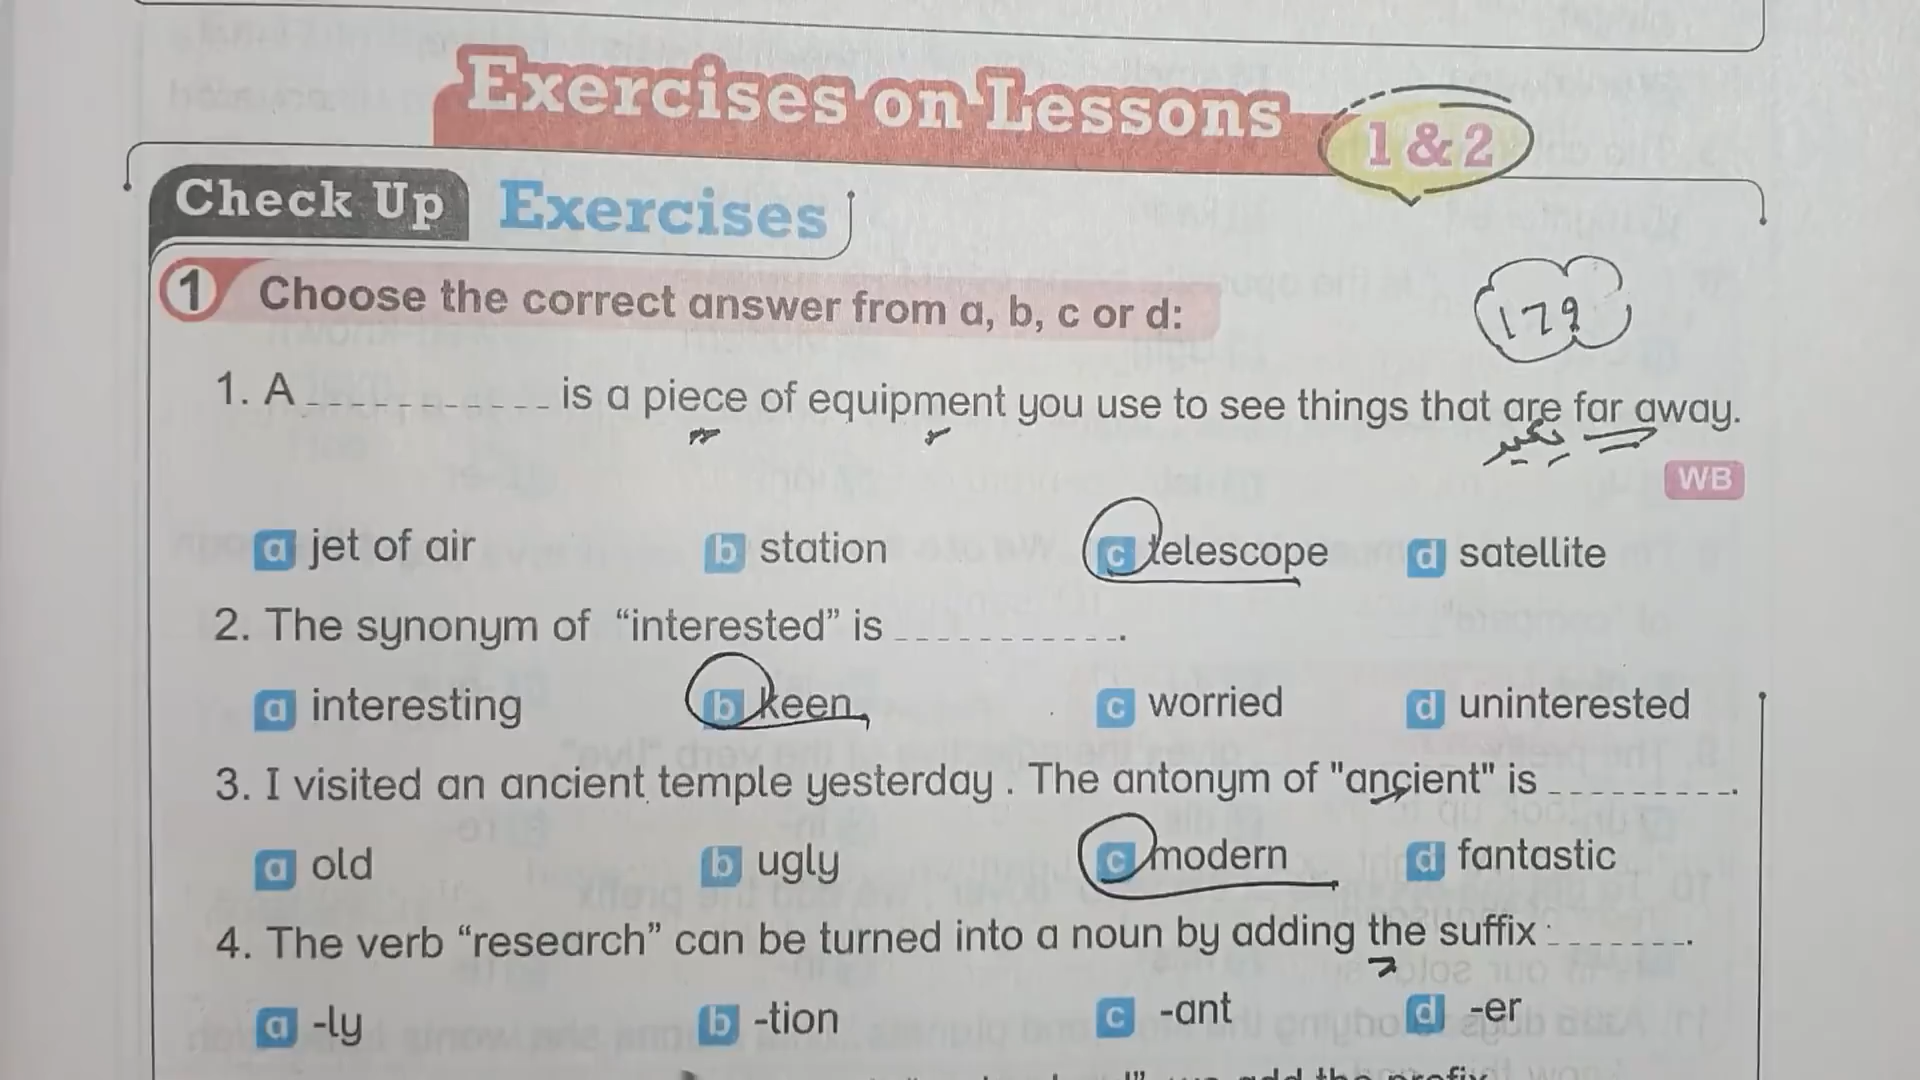 Exercises on Lessons 1 & 2
Check Up Exercises
1 Choose the correct answer from a, b, c or d:
179
1. A ------------ is a piece of equipment you use to see things that are far away.
WB
a jet of air b station c telescope d satellite
2. The synonym of “interested” is ------------.
a interesting b keen c worried d uninterested
3. I visited an ancient temple yesterday . The antonym of "ancient" is ----------.
a old b ugly c modern d fantastic
4. The verb “research” can be turned into a noun by adding the suffix -------.
a -ly b -tion c -ant d -er
we add the prefix